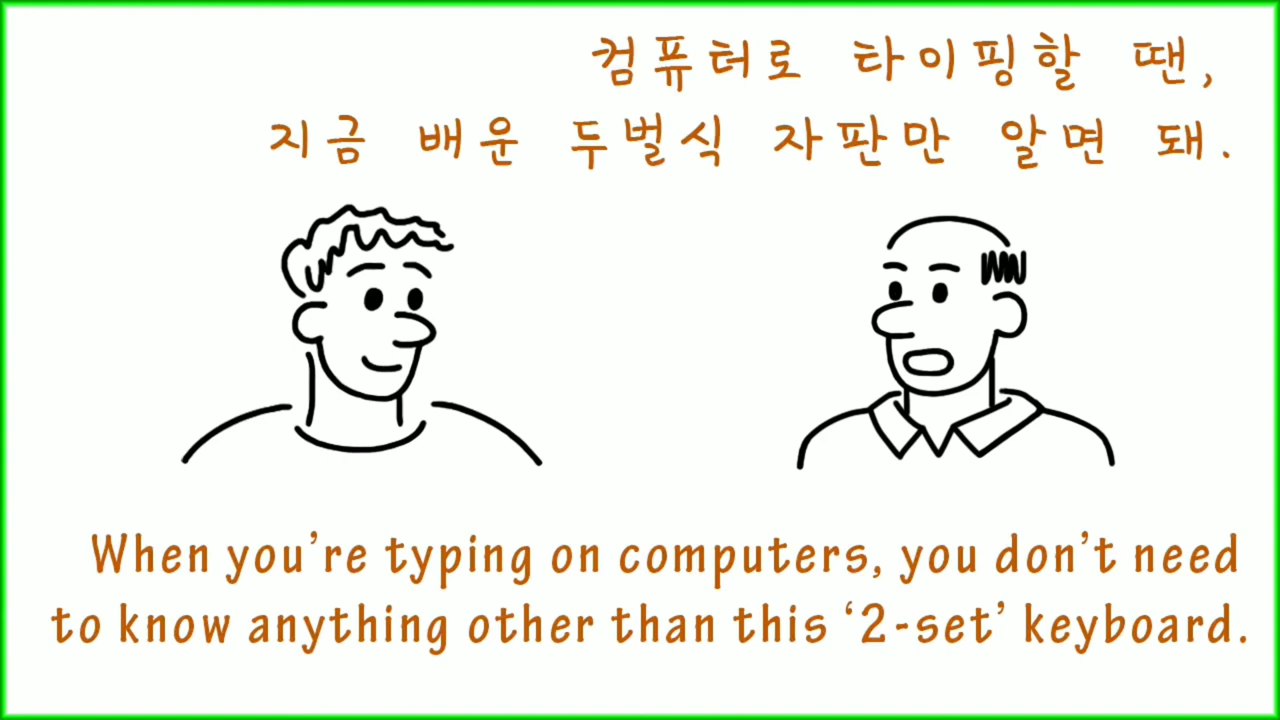 컴퓨터로 타이핑할 땐,
지금 배운 두벌식 자판만 알면 돼.
When you’re typing on computers, you don’t need
to know anything other than this ‘2-set’ keyboard.